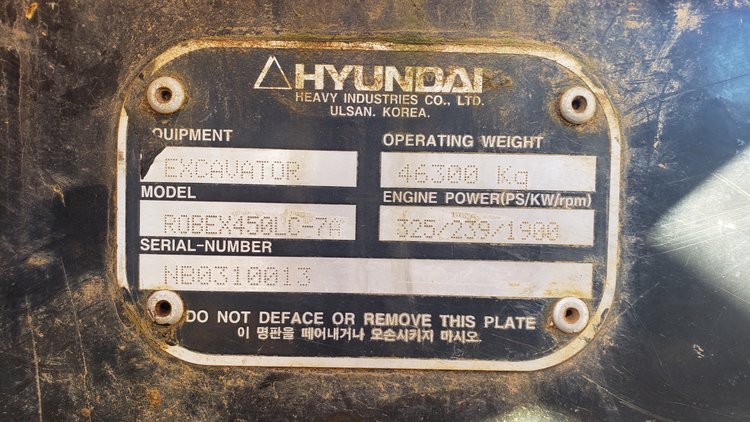 HYUNDAI
HEAVY INDUSTRIES CO., LTD.
ULSAN. KOREA.
QUIPMENT
EXCAVATOR
OPERATING WEIGHT
46300 Kg
MODEL
ROBEX450LC-7A
ENGINE POWER(PS/KW/rpm)
325/239/1900
SERIAL-NUMBER
NB0310013
DO NOT DEFACE OR REMOVE THIS PLATE
이 명판을 떼어내거나 오손시키지 마시오.